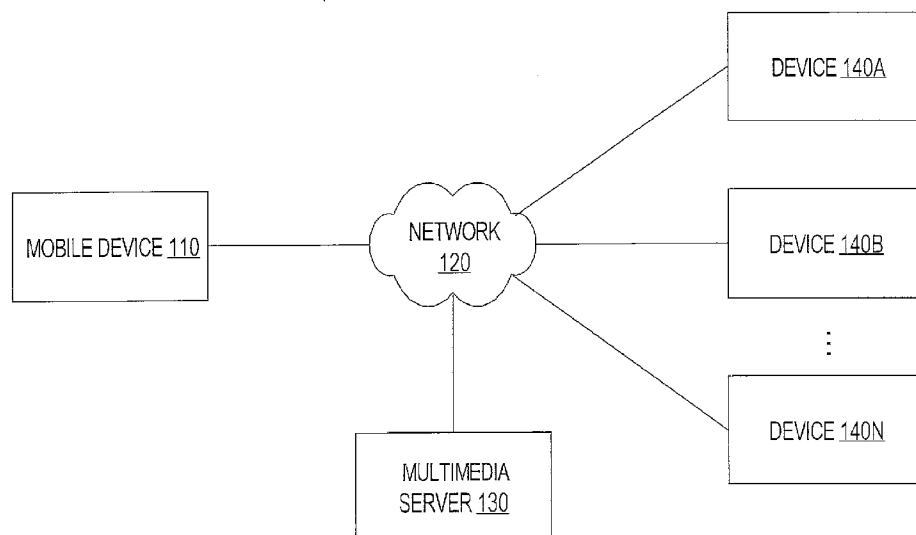 DEVICE 140A
MOBILE DEVICE 110
NETWORK
120
DEVICE 140B
⋮
DEVICE 140N
MULTIMEDIA
SERVER 130